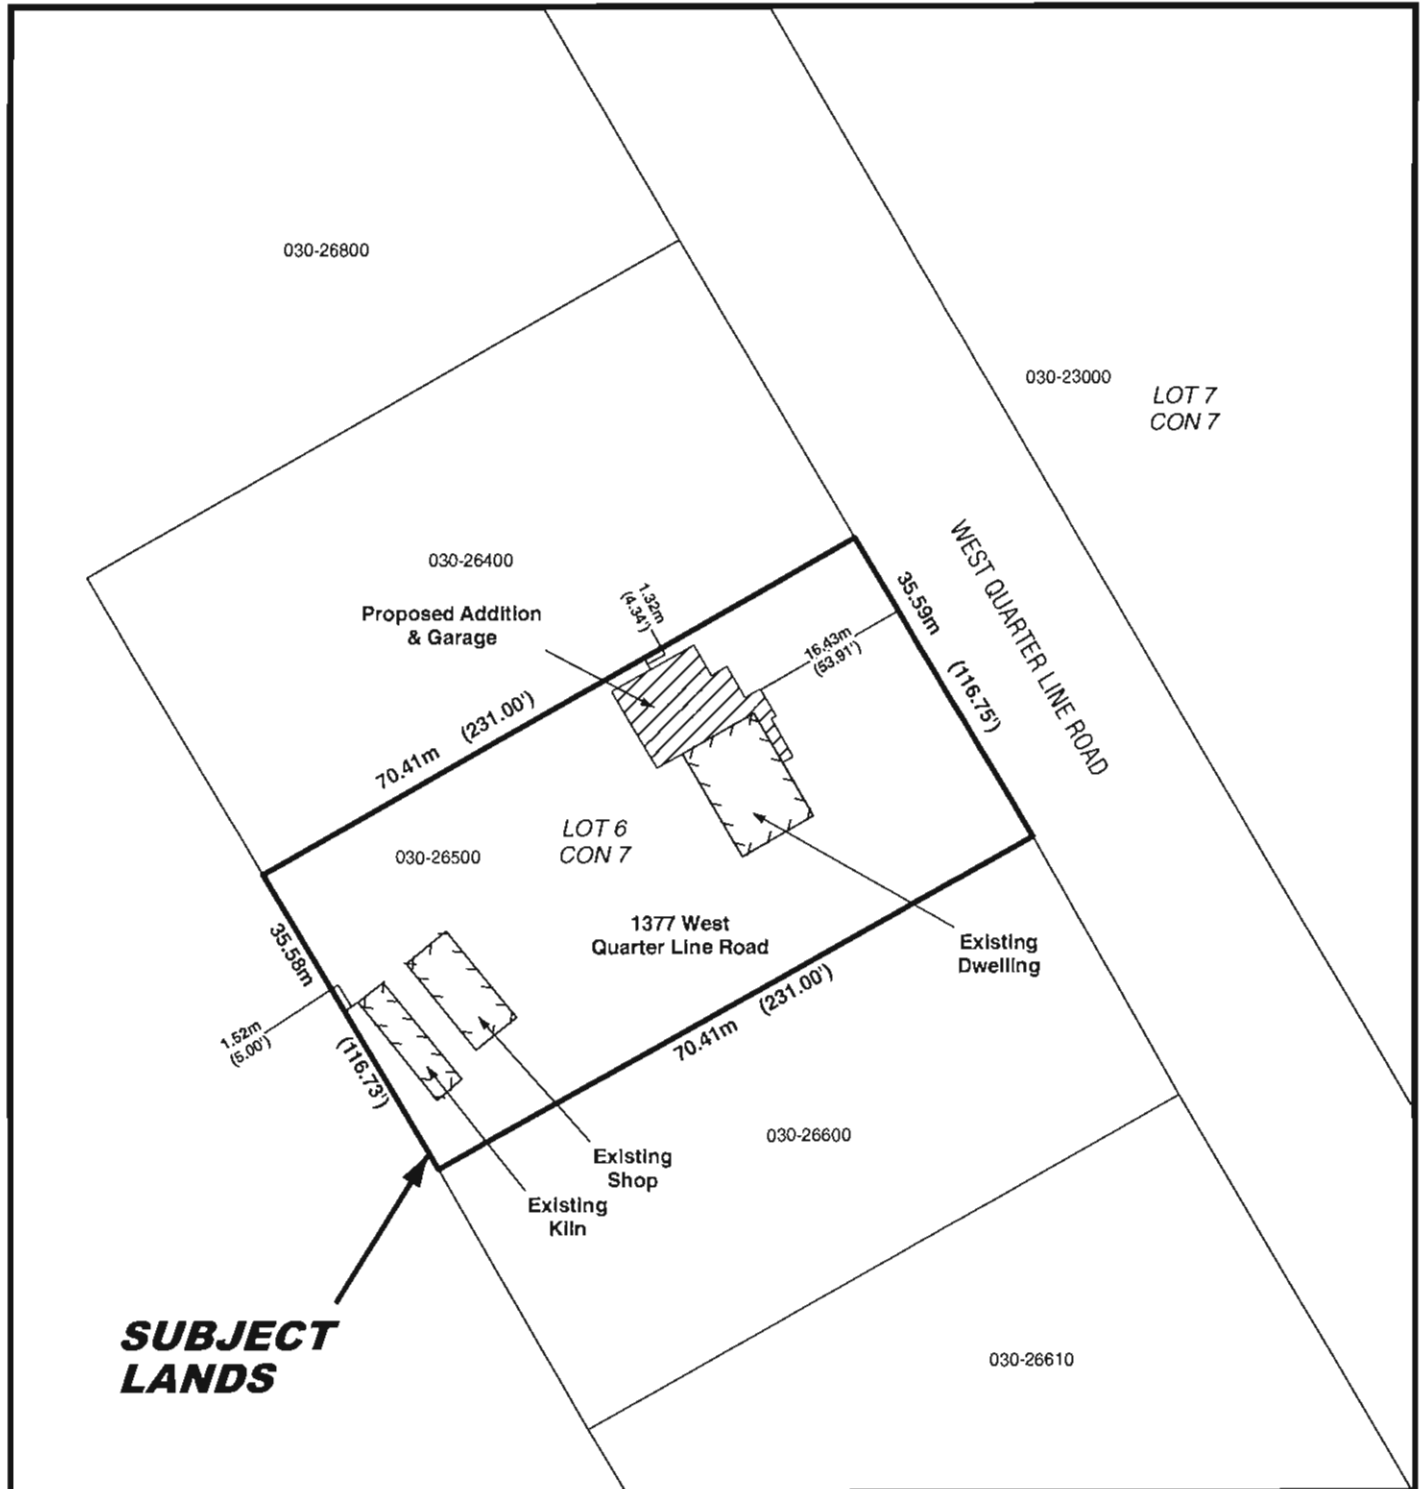 030-26800
030-23000
LOT 7
CON 7
WEST QUARTER LINE ROAD
030-26400
Proposed Addition
& Garage
1.32m
(4.34')
35.59m (116.75')
16.43m
(53.91')
70.41m (231.00')
LOT 6
CON 7
030-26500
1377 West
Quarter Line Road
Existing
Dwelling
35.58m (116.73')
1.52m
(5.00')
70.41m (231.00')
030-26600
Existing
Shop
Existing
Kiln
SUBJECT
LANDS
030-26610